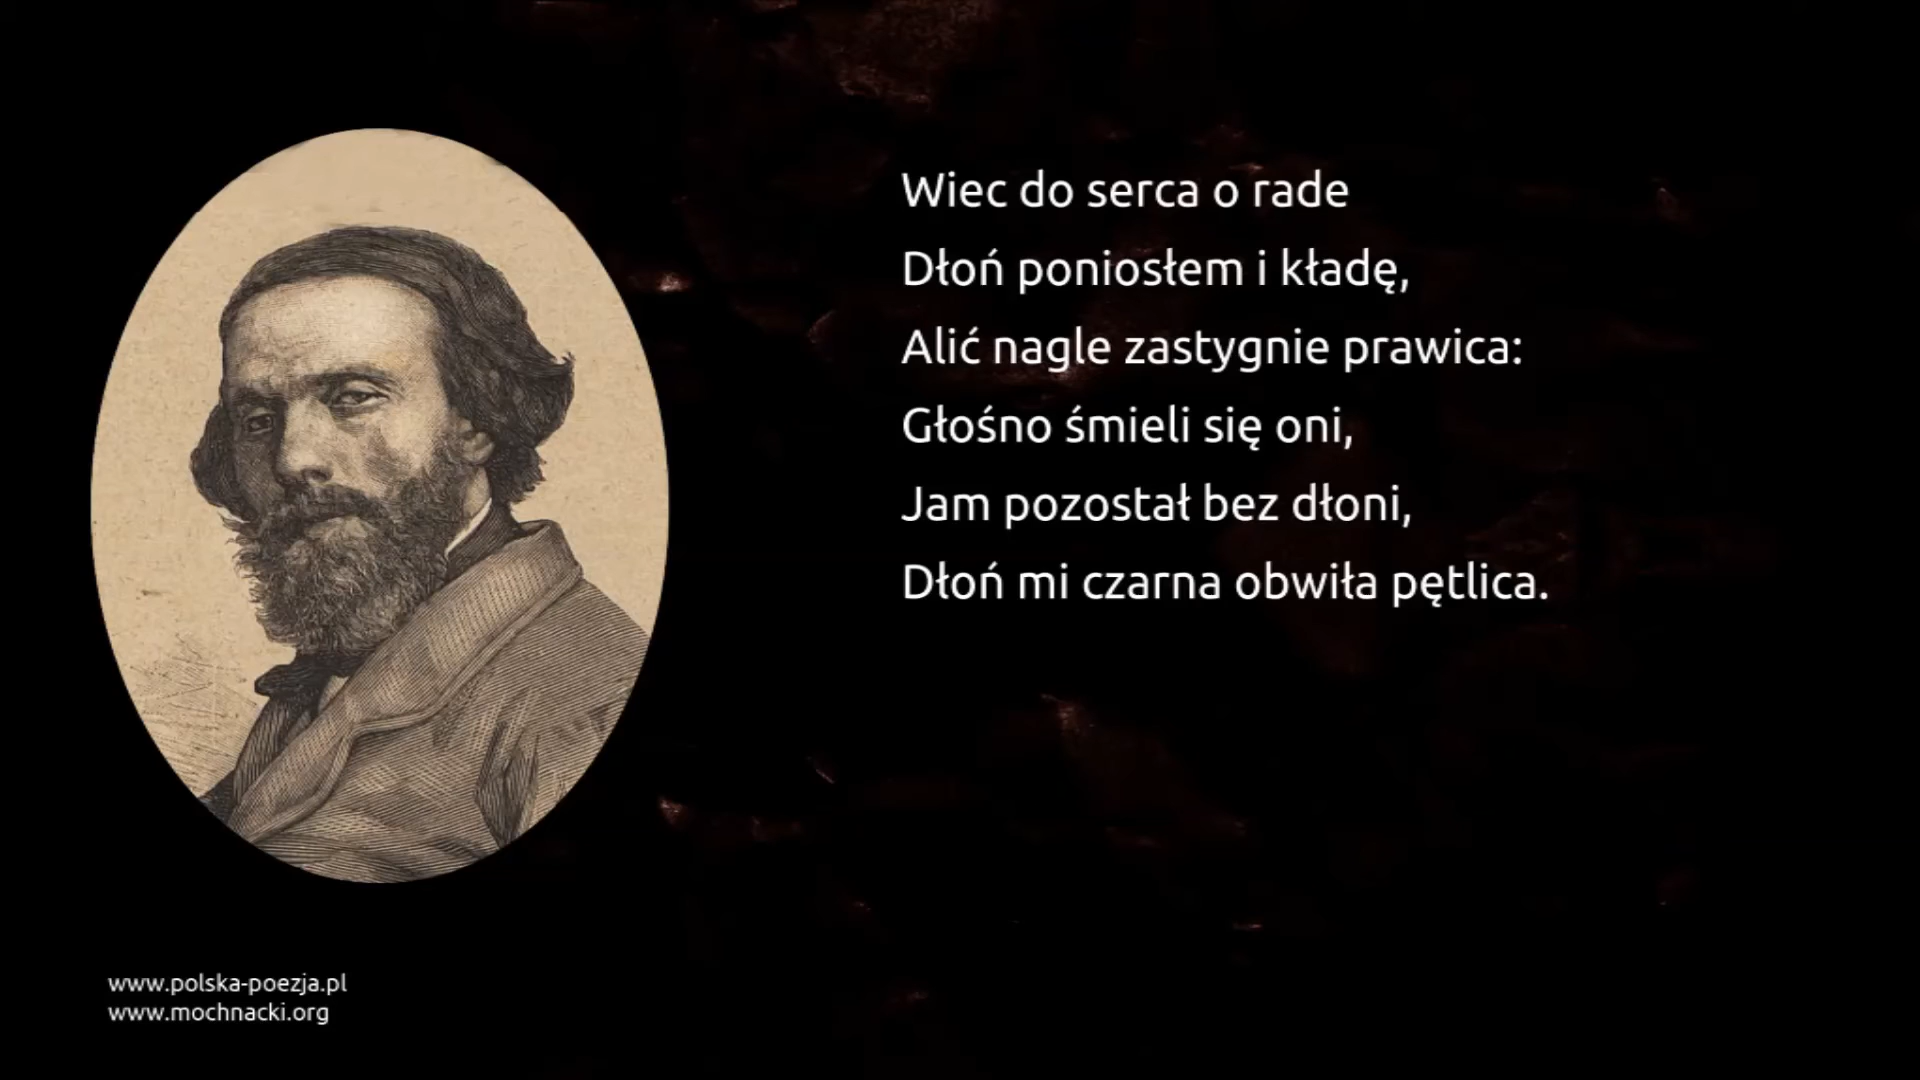 Wiec do serca o rade
Dłoń poniosłem i kładę,
Alić nagle zastygnie prawica:
Głośno śmieli się oni,
Jam pozostał bez dłoni,
Dłoń mi czarna obwiła pętlica.
www.polska-poezja.pl
www.mochnacki.org